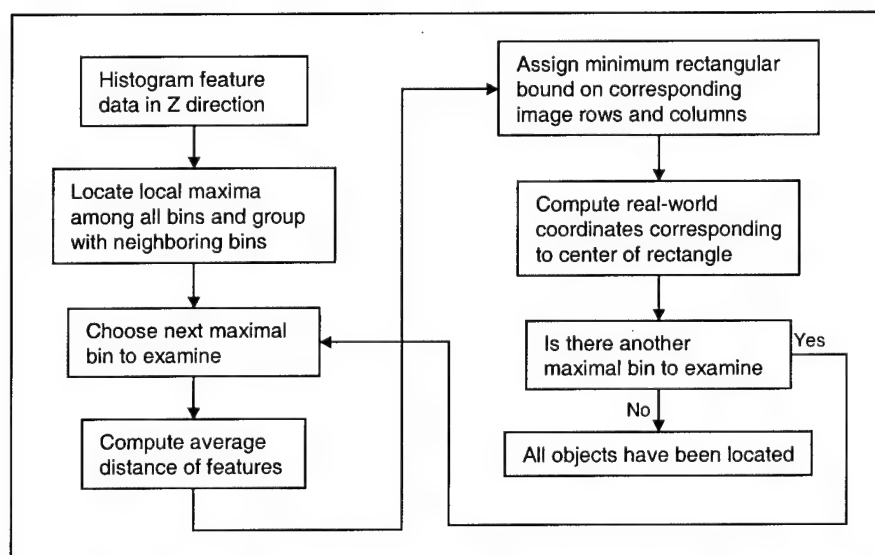 Histogram feature
data in Z direction
Locate local maxima
among all bins and group
with neighboring bins
Choose next maximal
bin to examine
Compute average
distance of features
Assign minimum rectangular
bound on corresponding
image rows and columns
Compute real-world
coordinates corresponding
to center of rectangle
Is there another
maximal bin to examine
Yes
No
All objects have been located